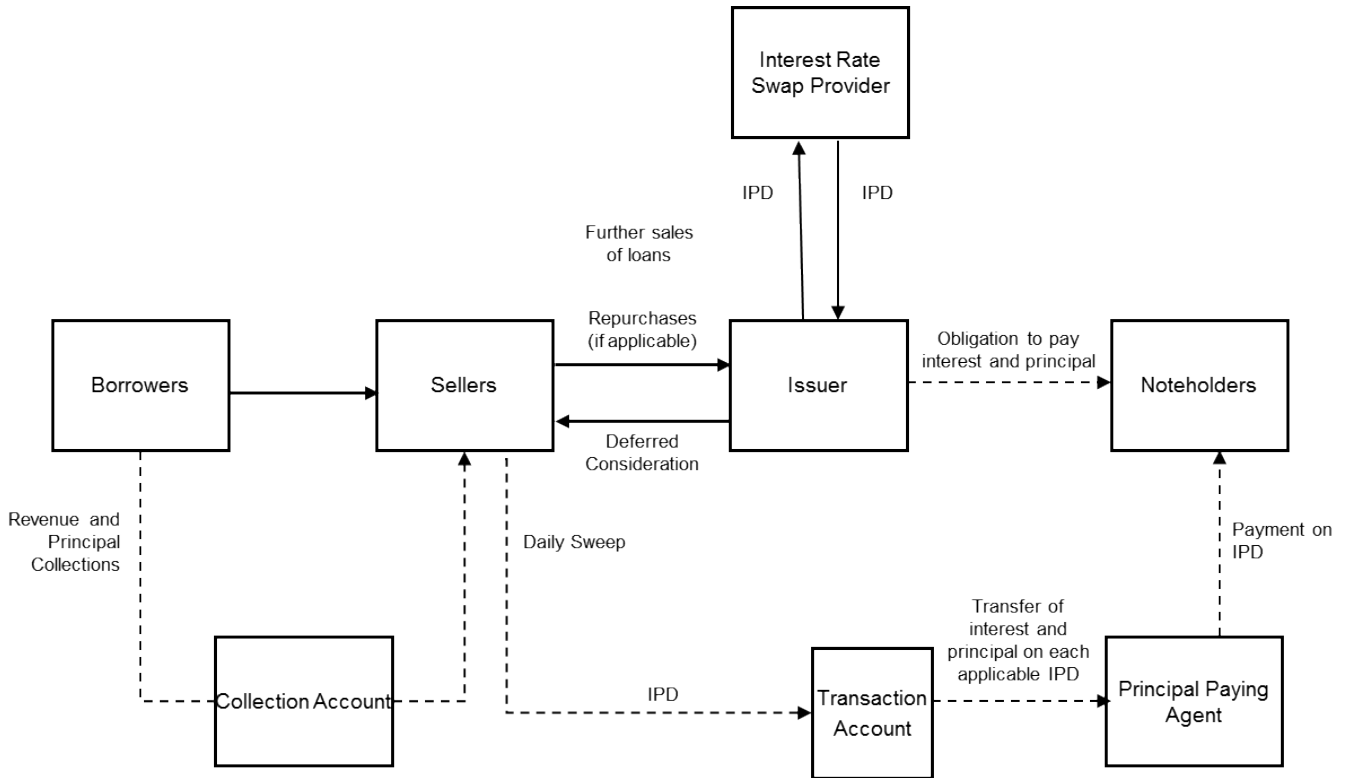 Interest Rate
Swap Provider
IPD
IPD
Further sales
of loans
Repurchases
(if applicable)
Obligation to pay
interest and principal
Borrowers
Sellers
Issuer
Noteholders
Deferred
Consideration
Revenue and
Principal
Collections
Daily Sweep
Payment on
IPD
Transfer of
interest and
principal on each
applicable IPD
Collection Account
IPD
Transaction
Account
Principal Paying
Agent